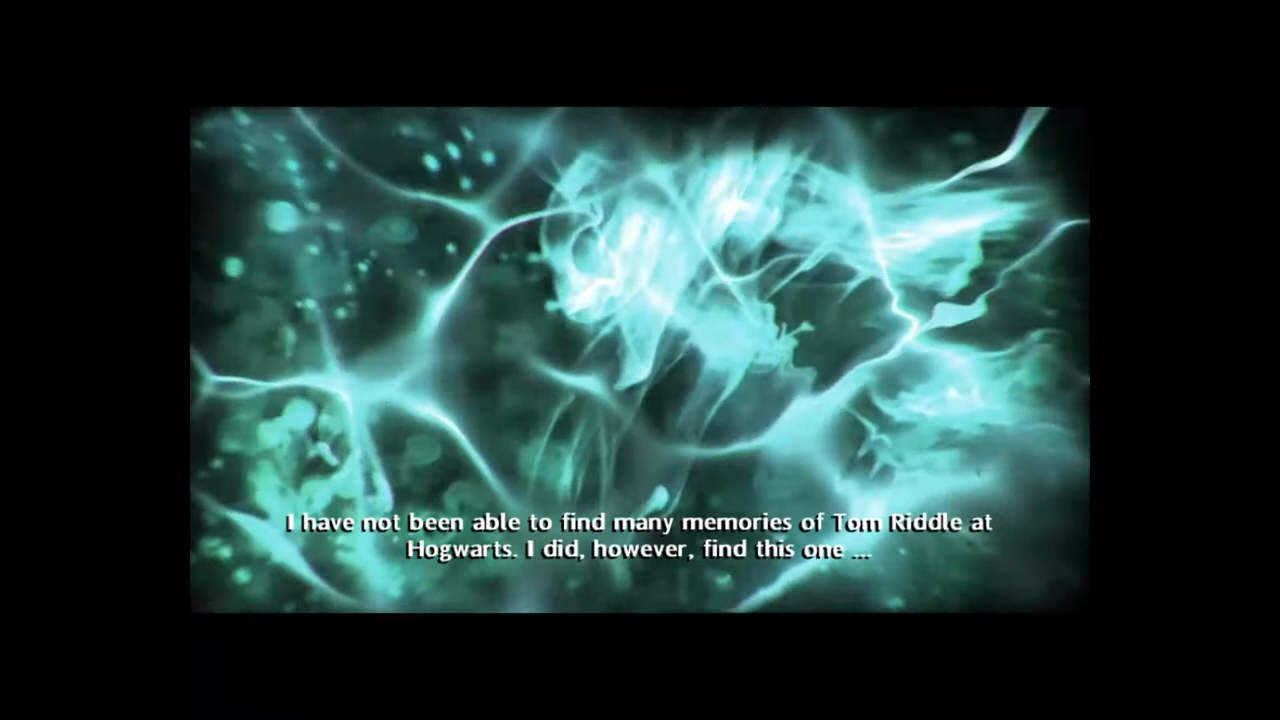 I have not been able to find many memories of Tom Riddle at
Hogwarts. I did, however, find this one ...